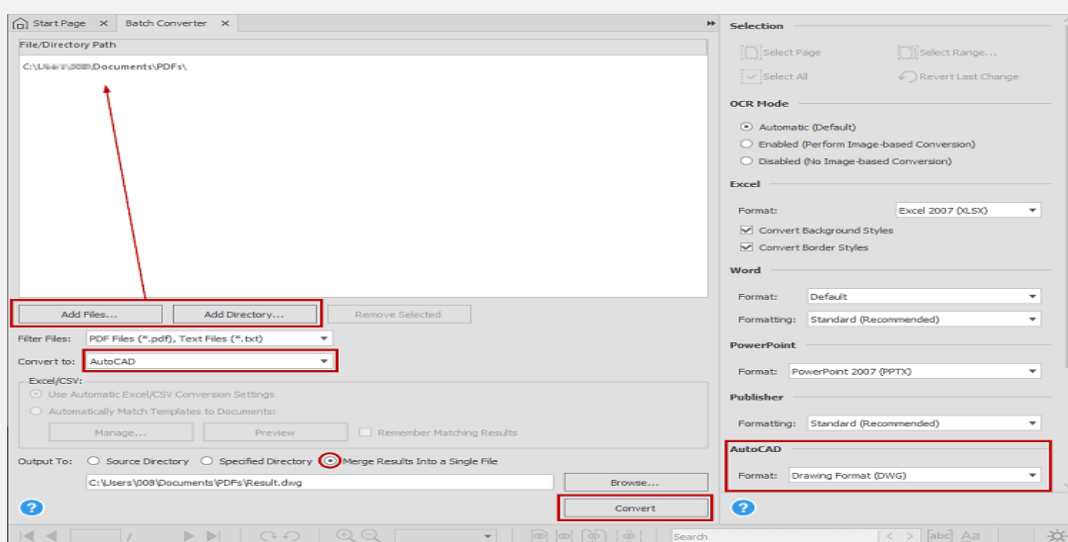 Start Page × Batch Converter ×
File/Directory Path
C:\ \Documents\PDFs\
Add Files... Add Directory... Remove Selected
Filter Files: PDF Files (*.pdf), Text Files (*.txt)
Convert to: AutoCAD
Excel/CSV:
Use Automatic Excel/CSV Conversion Settings
Automatically Match Templates to Documents:
Manage... Preview Remember Matching Results
Output To: Source Directory Specified Directory Merge Results Into a Single File
C:\Users\008\Documents\PDFs\Result.dwg Browse...
? Convert
Selection
Select Page Select Range...
Select All Revert Last Change
OCR Mode
Automatic (Default)
Enabled (Perform Image-based Conversion)
Disabled (No Image-based Conversion)
Excel
Format: Excel 2007 (XLSX)
Convert Background Styles
Convert Border Styles
Word
Format: Default
Formatting: Standard (Recommended)
PowerPoint
Format: PowerPoint 2007 (PPTX)
Publisher
Formatting: Standard (Recommended)
AutoCAD
Format: Drawing Format (DWG)
?
/ Search [abc] Aa